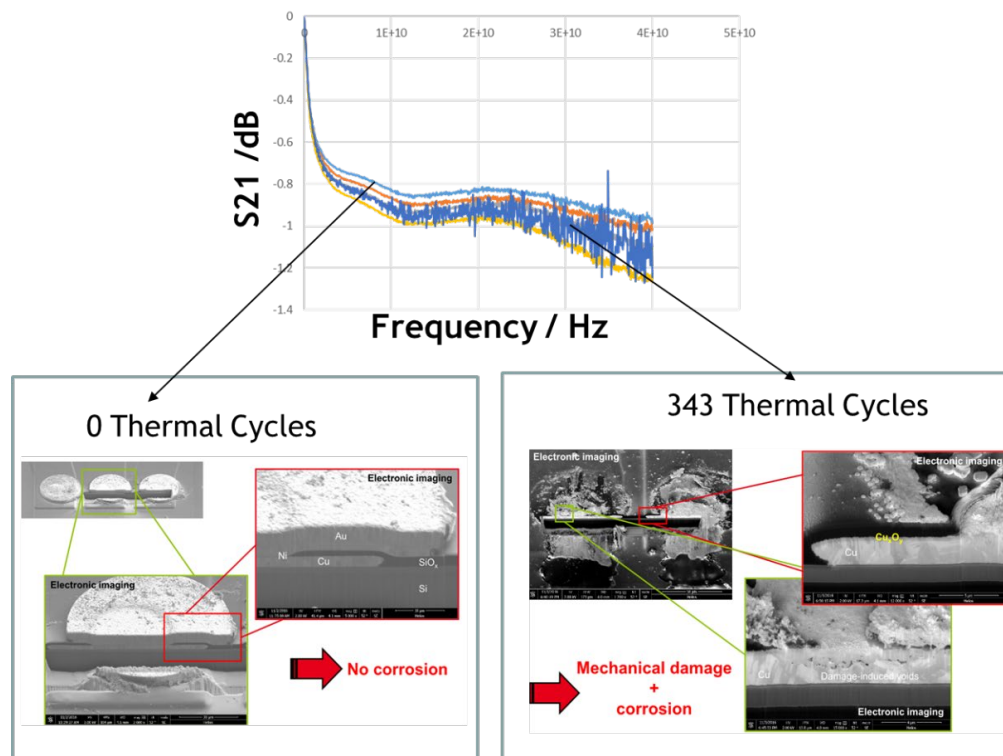 0
1E+10
2E+10
3E+10
4E+10
5E+10
0
-0.2
-0.4
-0.6
-0.8
-1
-1.2
-1.4
S21 /dB
Frequency / Hz
0 Thermal Cycles
Electronic imaging
Au
Ni
Cu
SiOₓ
Si
Electronic imaging
No corrosion
343 Thermal Cycles
Electronic imaging
Electronic imaging
CuₓOᵧ
Cu
Cu
Damage-induced voids
Electronic imaging
Mechanical damage
+
corrosion